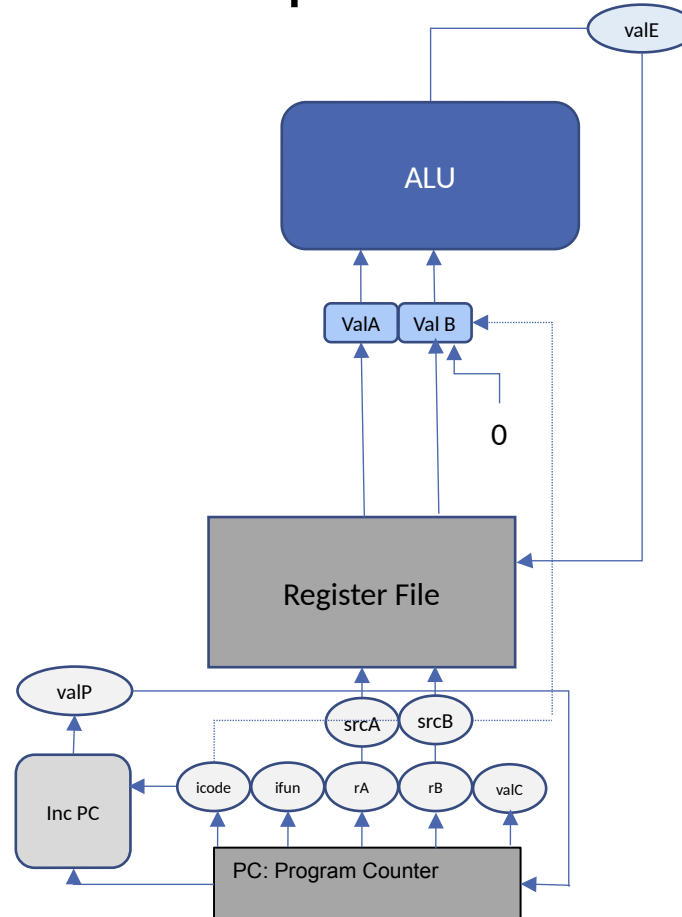 valE
ALU
ValA
Val B
0
Register File
valP
srcA
srcB
icode
ifun
rA
rB
valC
Inc PC
PC: Program Counter